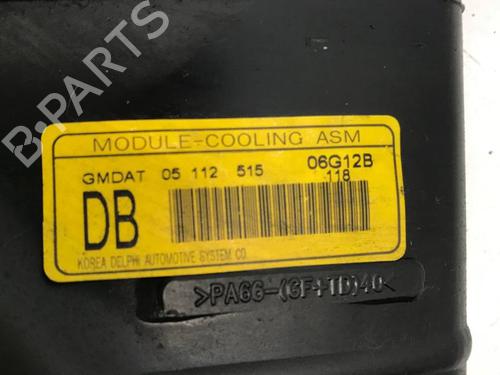 B-Parts
MODULE-COOLING ASM
GMDAT 05 112 515 06G12B
118
DB
KOREA DELPHI AUTOMOTIVE SYSTEM CO
>PA66-(GF+TD)40<